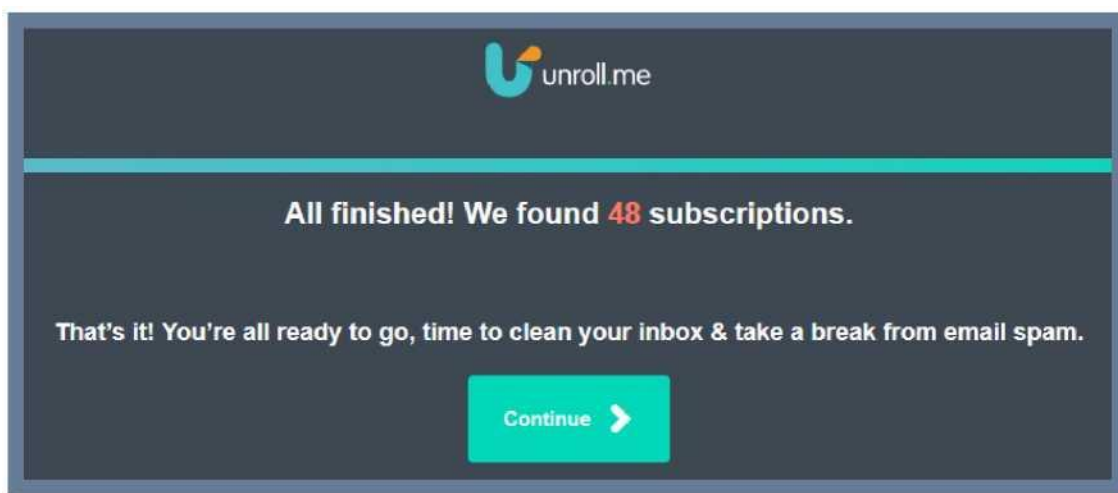 unroll.me
All finished! We found 48 subscriptions.
That's it! You're all ready to go, time to clean your inbox & take a break from email spam.
Continue